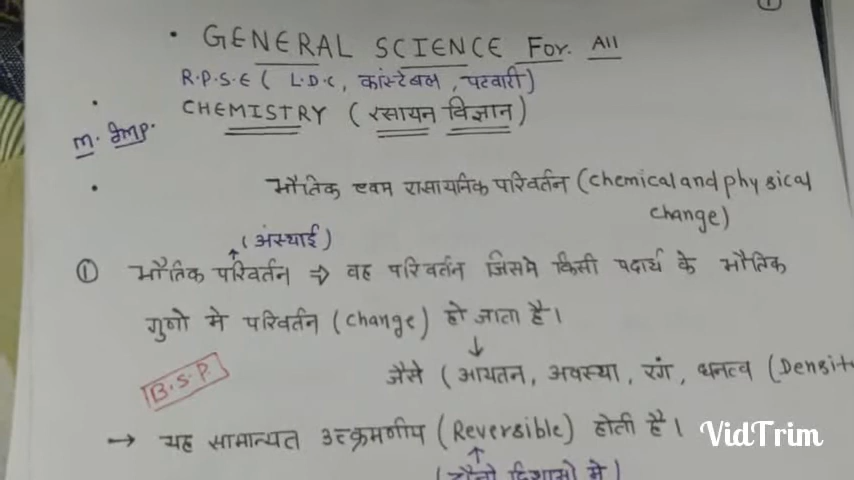 ①
• GENERAL SCIENCE For. All
R.P.S.E ( L.D.C, कांस्टेबल , पटवारी)
CHEMISTRY (रसायन विज्ञान)
m. Imp.
• भौतिक एवम रासायनिक परिवर्तन (chemical and physical
change)
(अंस्थाई)
① भौतिक परिवर्तन ⇒ वह परिवर्तन जिसमे किसी पदार्थ के भौतिक
गुणो मे परिवर्तन (change) हो जाता है।
B.S.P.
जैसे (आयतन, अवस्था, रंग, धनत्व (Densit
→ यह सामान्यत उत्क्रमणीय (Reversible) होती है।
VidTrim
(दोनो दिशाओ मे)